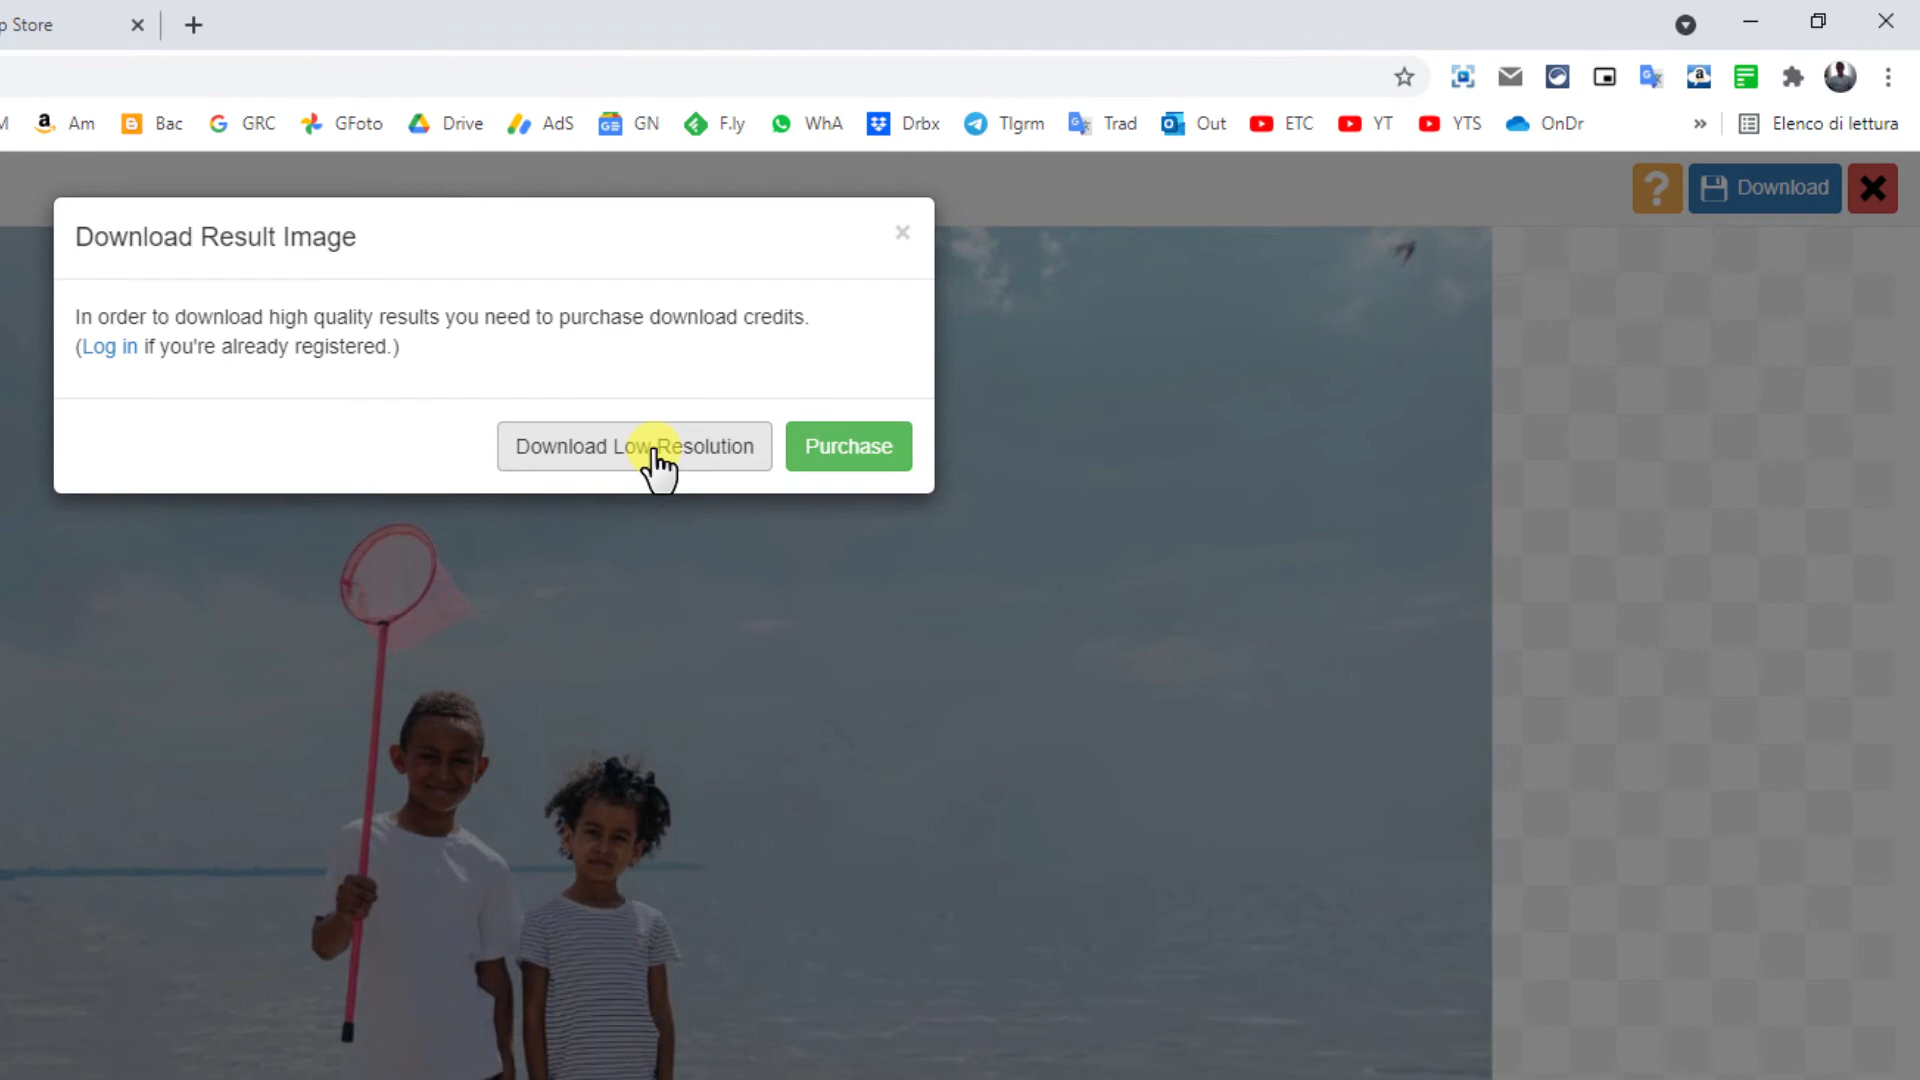 p Store
M
Am
Bac
GRC
GFoto
Drive
AdS
GN
F.ly
WhA
Drbx
Tlgrm
Trad
Out
ETC
YT
YTS
OnDr
»
Elenco di lettura
? Download
Download Result Image
In order to download high quality results you need to purchase download credits.
(Log in if you're already registered.)
Download Low Resolution
Purchase